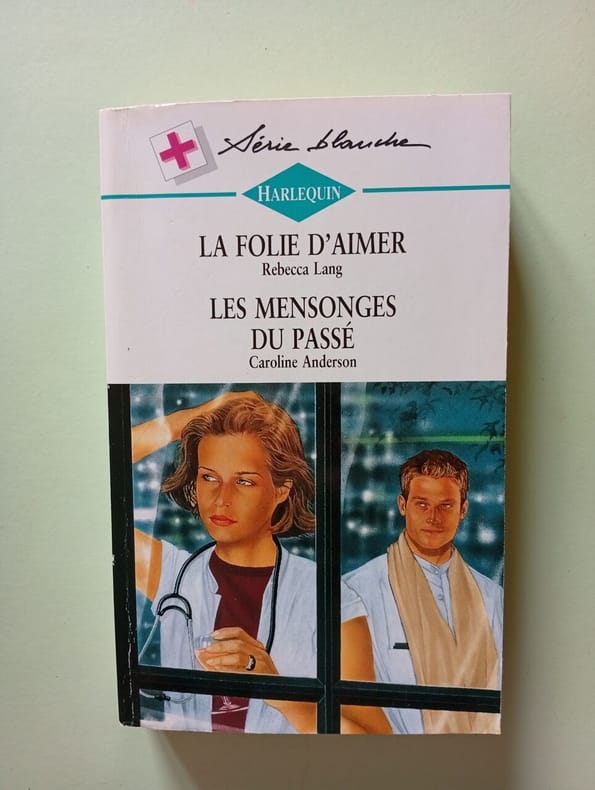 Série blanche
HARLEQUIN
LA FOLIE D'AIMER
Rebecca Lang
LES MENSONGES
DU PASSÉ
Caroline Anderson